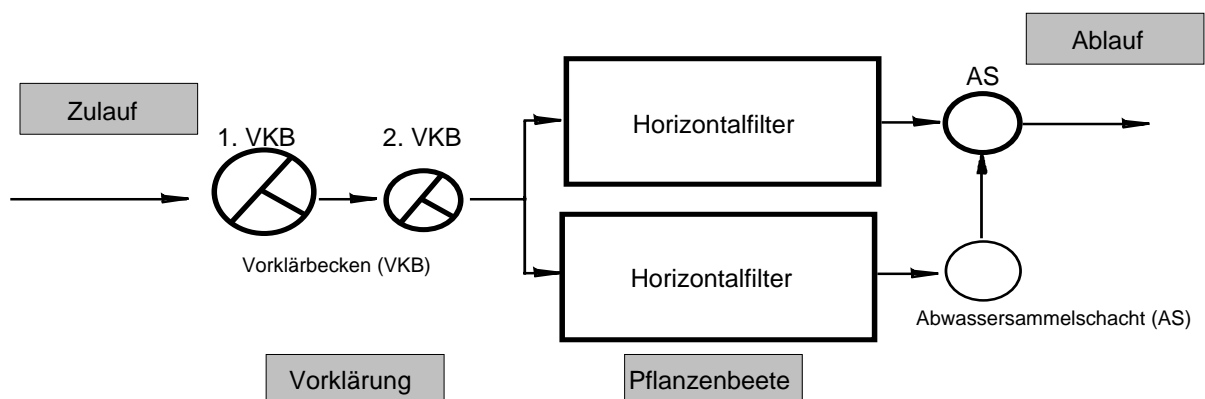 Ablauf
Zulauf
AS
1. VKB
2. VKB
Horizontalfilter
Vorklärbecken (VKB)
Horizontalfilter
Abwassersammelschacht (AS)
Vorklärung
Pflanzenbeete